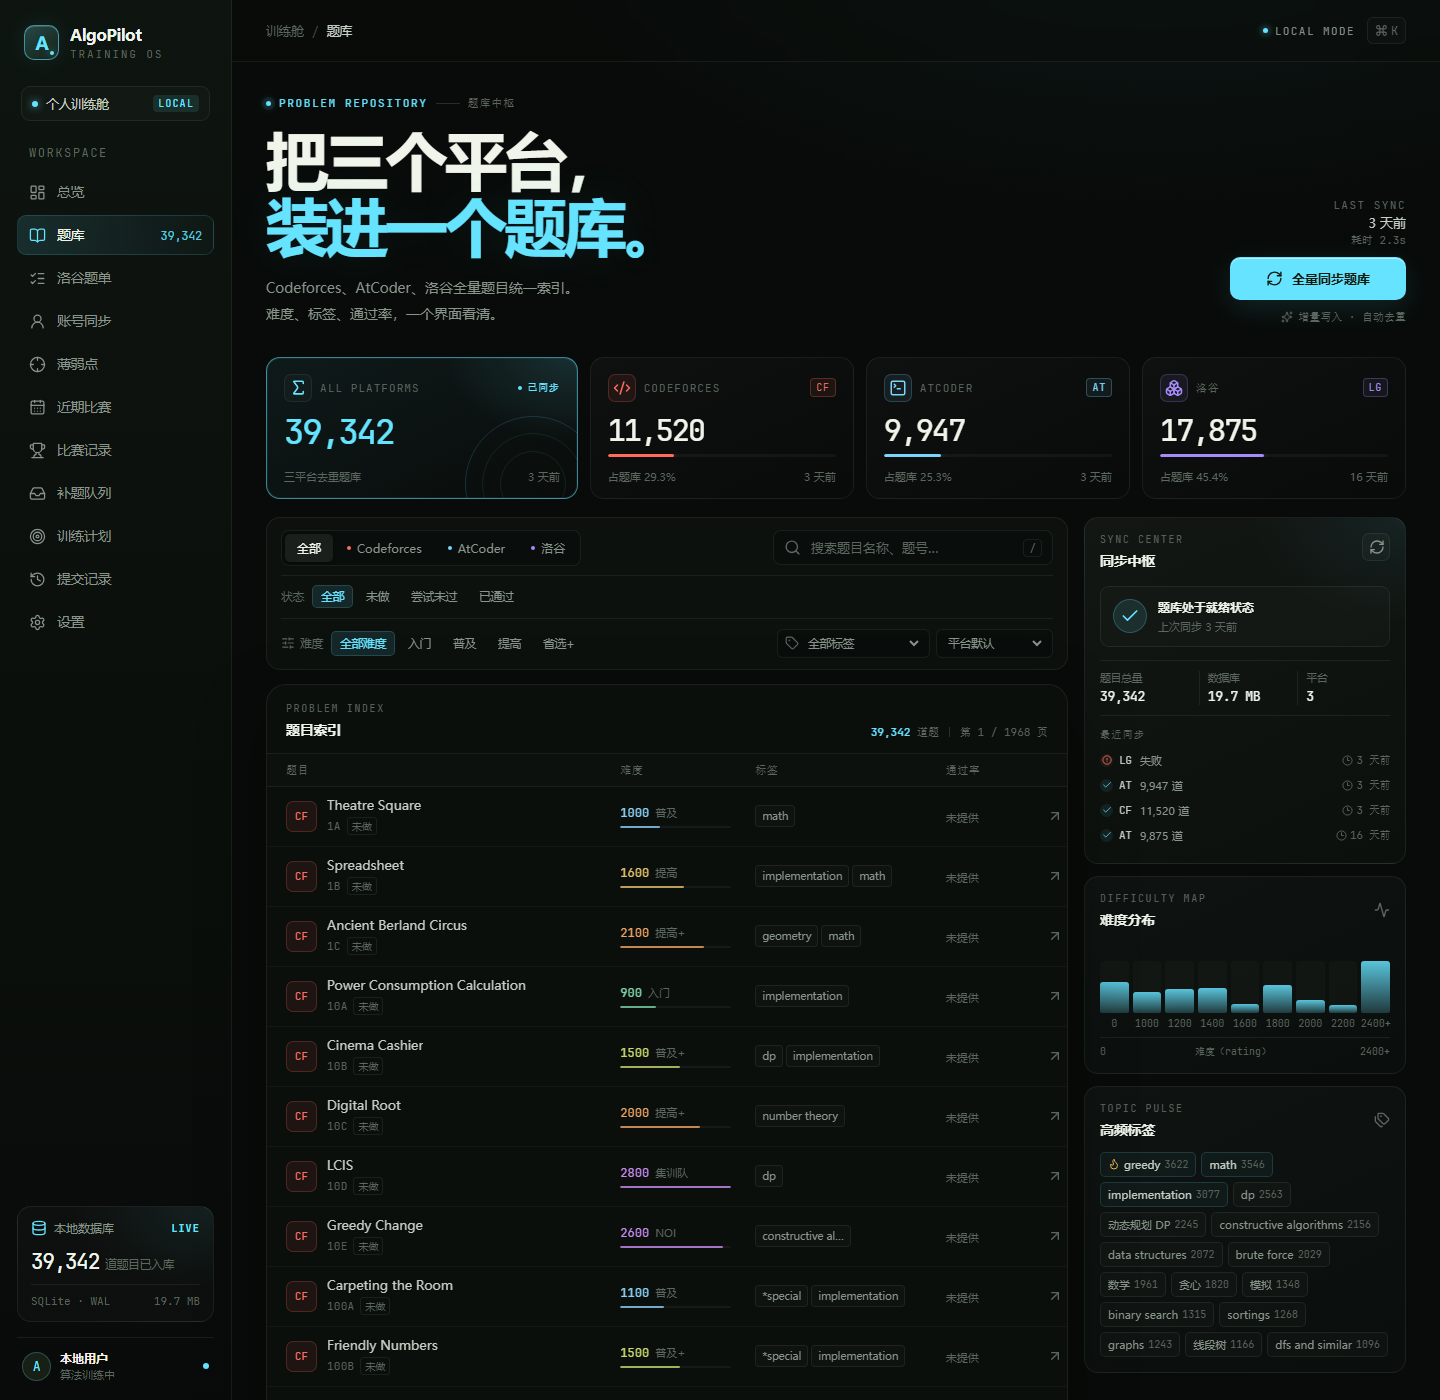 AlgoPilot
TRAINING OS
个人训练舱 LOCAL
WORKSPACE
总览
题库 39,342
洛谷题单
账号同步
薄弱点
近期比赛
比赛记录
补题队列
训练计划
提交记录
设置
本地数据库 LIVE
39,342 道题目已入库
SQLite · WAL 19.7 MB
A 本地用户
算法训练中
训练舱 / 题库
LOCAL MODE ⌘ K
PROBLEM REPOSITORY 题库中枢
把三个平台，
装进一个题库。
Codeforces、AtCoder、洛谷全量题目统一索引。
难度、标签、通过率，一个界面看清。
LAST SYNC
3 天前
耗时 2.3s
全量同步题库
增量写入 · 自动去重
ALL PLATFORMS 已同步
39,342
三平台去重题库 3 天前
CODEFORCES CF
11,520
占题库 29.3% 3 天前
ATCODER AT
9,947
占题库 25.3% 3 天前
洛谷 LG
17,875
占题库 45.4% 16 天前
全部 Codeforces AtCoder 洛谷
搜索题目名称、题号... /
状态 全部 未做 尝试未过 已通过
难度 全部难度 入门 普及 提高 省选+
全部标签 平台默认
PROBLEM INDEX
题目索引
39,342 道题 | 第 1 / 1968 页
题目 难度 标签 通过率
CF Theatre Square 1000 普及 math 未提供
1A 未做
CF Spreadsheet 1600 提高 implementation math 未提供
1B 未做
CF Ancient Berland Circus 2100 提高+ geometry math 未提供
1C 未做
CF Power Consumption Calculation 900 入门 implementation 未提供
10A 未做
CF Cinema Cashier 1500 普及+ dp implementation 未提供
10B 未做
CF Digital Root 2000 提高+ number theory 未提供
10C 未做
CF LCIS 2800 集训队 dp 未提供
10D 未做
CF Greedy Change 2600 NOI constructive al... 未提供
10E 未做
CF Carpeting the Room 1100 普及 *special implementation 未提供
100A 未做
CF Friendly Numbers 1500 普及+ *special implementation 未提供
100B 未做
SYNC CENTER
同步中枢
题库处于就绪状态
上次同步 3 天前
题目总量 数据库 平台
39,342 19.7 MB 3
最近同步
LG 失败 3 天前
AT 9,947 道 3 天前
CF 11,520 道 3 天前
AT 9,875 道 16 天前
DIFFICULTY MAP
难度分布
0 1000 1200 1400 1600 1800 2000 2200 2400+
0 难度 (rating) 2400+
TOPIC PULSE
高频标签
greedy 3622 math 3546
implementation 3077 dp 2563
动态规划 DP 2245 constructive algorithms 2156
data structures 2072 brute force 2029
数学 1961 贪心 1820 模拟 1348
binary search 1315 sortings 1268
graphs 1243 线段树 1166 dfs and similar 1096